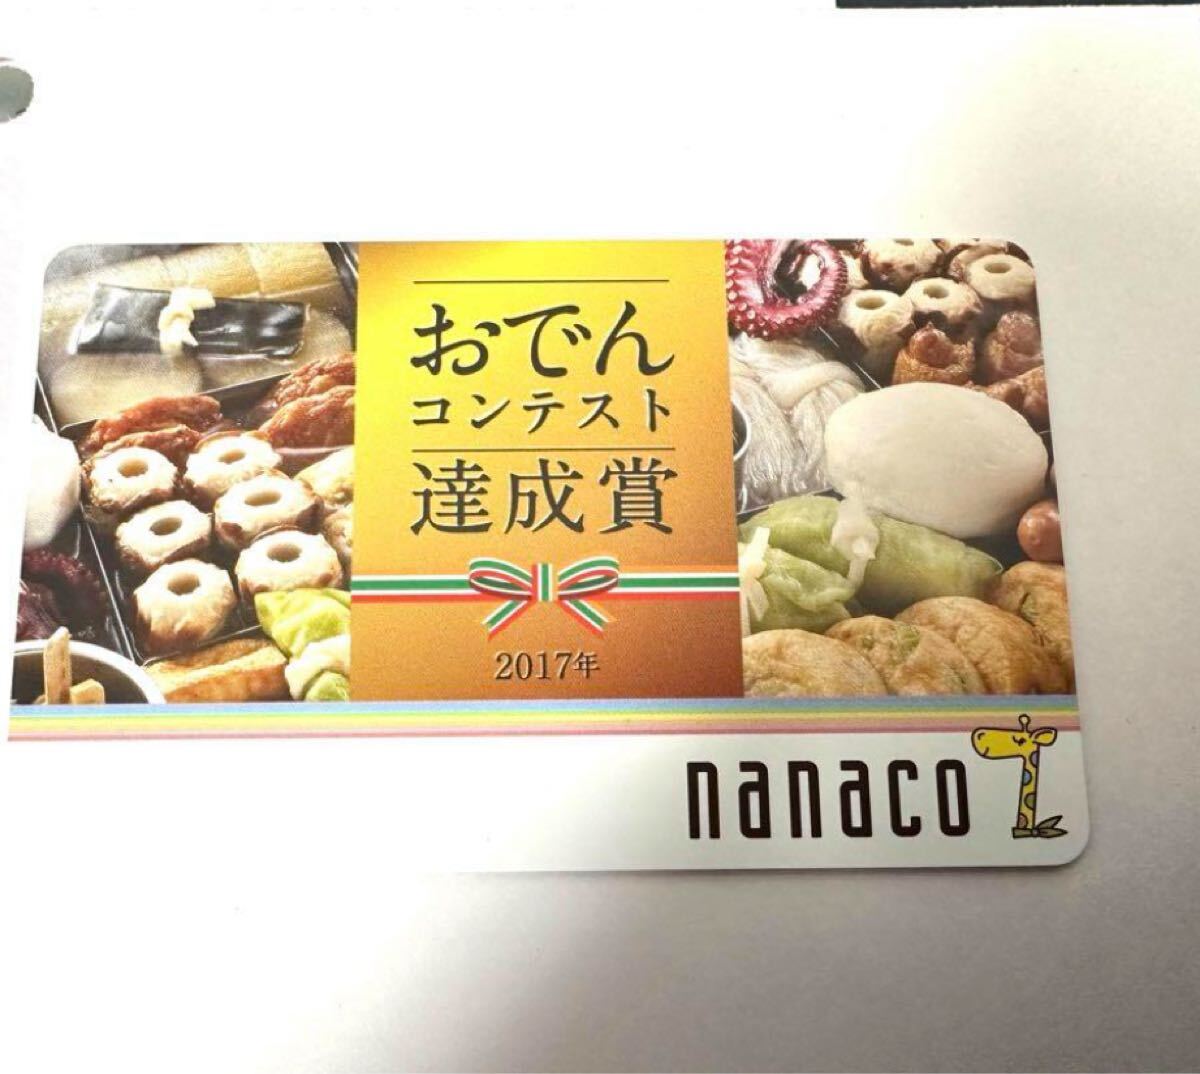 おでん
コンテスト
達成賞
2017年
nanaco